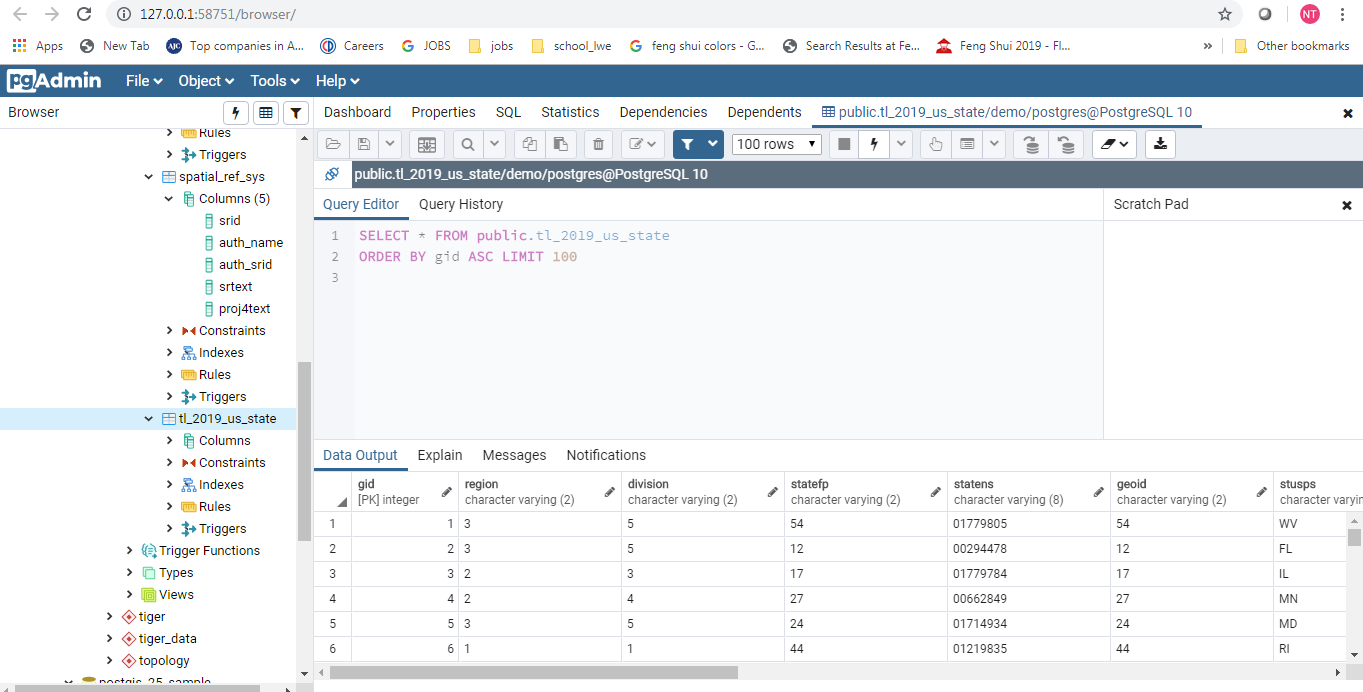 127.0.0.1:58751/browser/
NT
Apps New Tab AJC Top companies in A... Careers JOBS jobs school_lwe feng shui colors - G... Search Results at Fe... Feng Shui 2019 - Fl... » Other bookmarks
pgAdmin File Object Tools Help
Browser
Dashboard Properties SQL Statistics Dependencies Dependents public.tl_2019_us_state/demo/postgres@PostgreSQL 10
Rules
Triggers
spatial_ref_sys
Columns (5)
srid
auth_name
auth_srid
srtext
proj4text
Constraints
Indexes
Rules
Triggers
tl_2019_us_state
Columns
Constraints
Indexes
Rules
Triggers
Trigger Functions
Types
Views
tiger
tiger_data
topology
postgis_25_sample
100 rows
public.tl_2019_us_state/demo/postgres@PostgreSQL 10
Query Editor Query History
Scratch Pad
1 SELECT * FROM public.tl_2019_us_state
2 ORDER BY gid ASC LIMIT 100
3
Data Output Explain Messages Notifications
gid region division statefp statens geoid stusps
[PK] integer character varying (2) character varying (2) character varying (2) character varying (8) character varying (2) character varyin
1 1 3 5 54 01779805 54 WV
2 2 3 5 12 00294478 12 FL
3 3 2 3 17 01779784 17 IL
4 4 2 4 27 00662849 27 MN
5 5 3 5 24 01714934 24 MD
6 6 1 1 44 01219835 44 RI